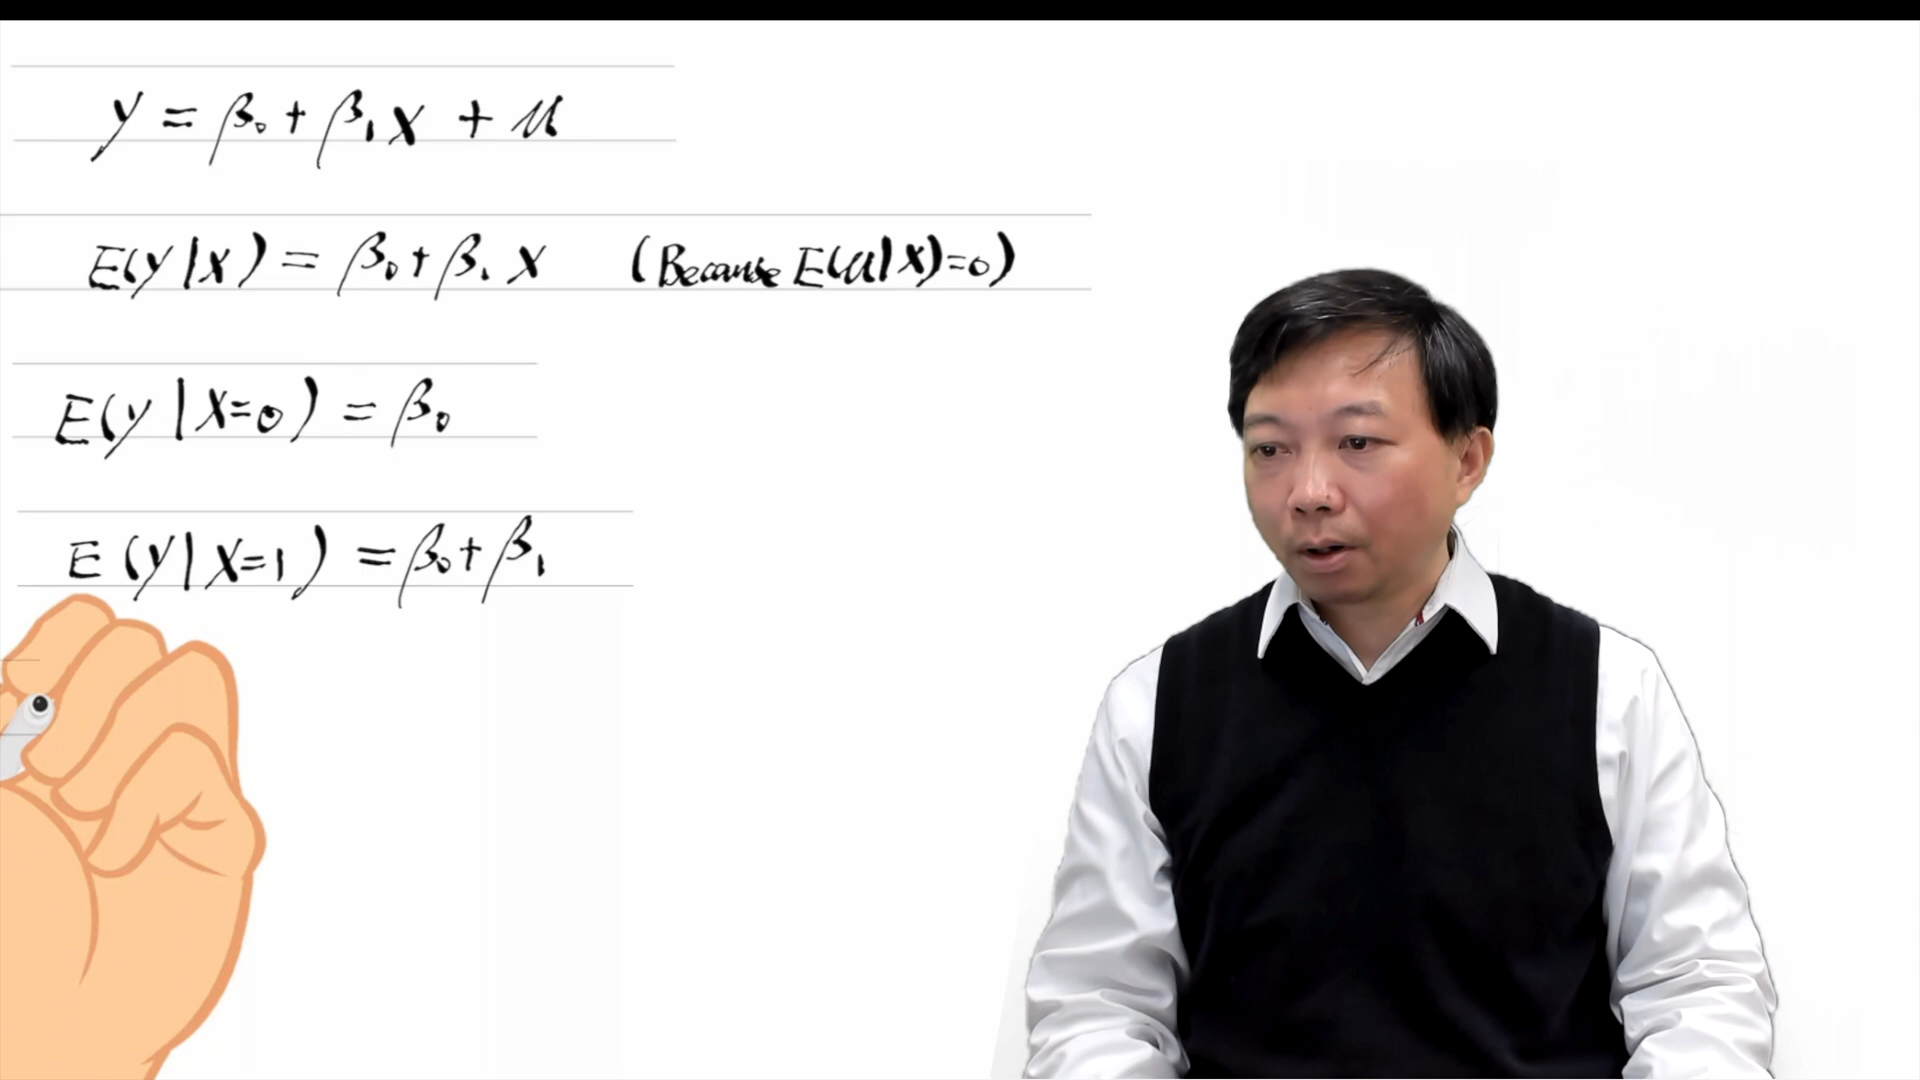 y = β₀ + β₁x + u
E(y|x) = β₀ + β₁x (Because E(u|x)=0)
E(y|x=0) = β₀
E(y|x=1) = β₀ + β₁